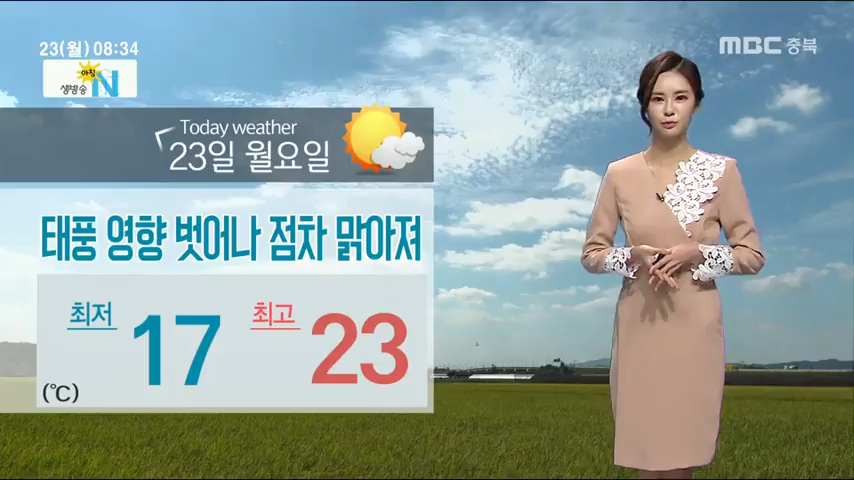 23(월) 08:34
MBC 충북
생방송 아침 N
Today weather
23일 월요일
태풍 영향 벗어나 점차 맑아져
최저 17 최고 23
(℃)